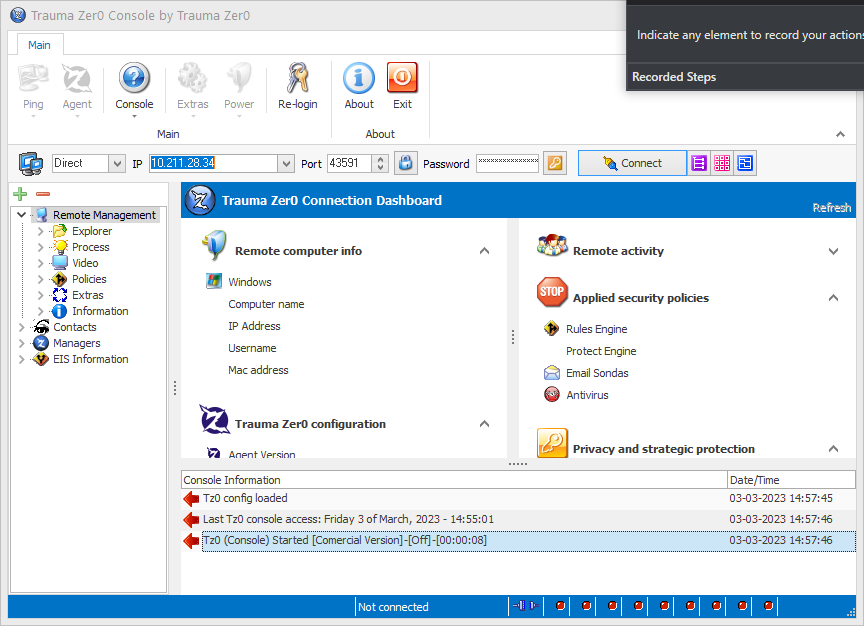 Trauma Zer0 Console by Trauma Zer0
Indicate any element to record your actions
Recorded Steps
Main
Ping
Agent
Console
Extras
Power
Re-login
About
Exit
Main
About
Direct
IP
10.211.28.34
Port
43591
Password
*************
Connect
Trauma Zer0 Connection Dashboard
Refresh
Remote Management
Explorer
Process
Video
Policies
Extras
Information
Contacts
Managers
EIS Information
Remote computer info
Windows
Computer name
IP Address
Username
Mac address
Trauma Zer0 configuration
Agent Version
Remote activity
STOP
Applied security policies
Rules Engine
Protect Engine
Email Sondas
Antivirus
Privacy and strategic protection
Console Information Date/Time
Tz0 config loaded 03-03-2023 14:57:45
Last Tz0 console access: Friday 3 of March, 2023 - 14:55:01 03-03-2023 14:57:46
Tz0 (Console) Started [Comercial Version]-[Off]-[00:00:08] 03-03-2023 14:57:46
Not connected